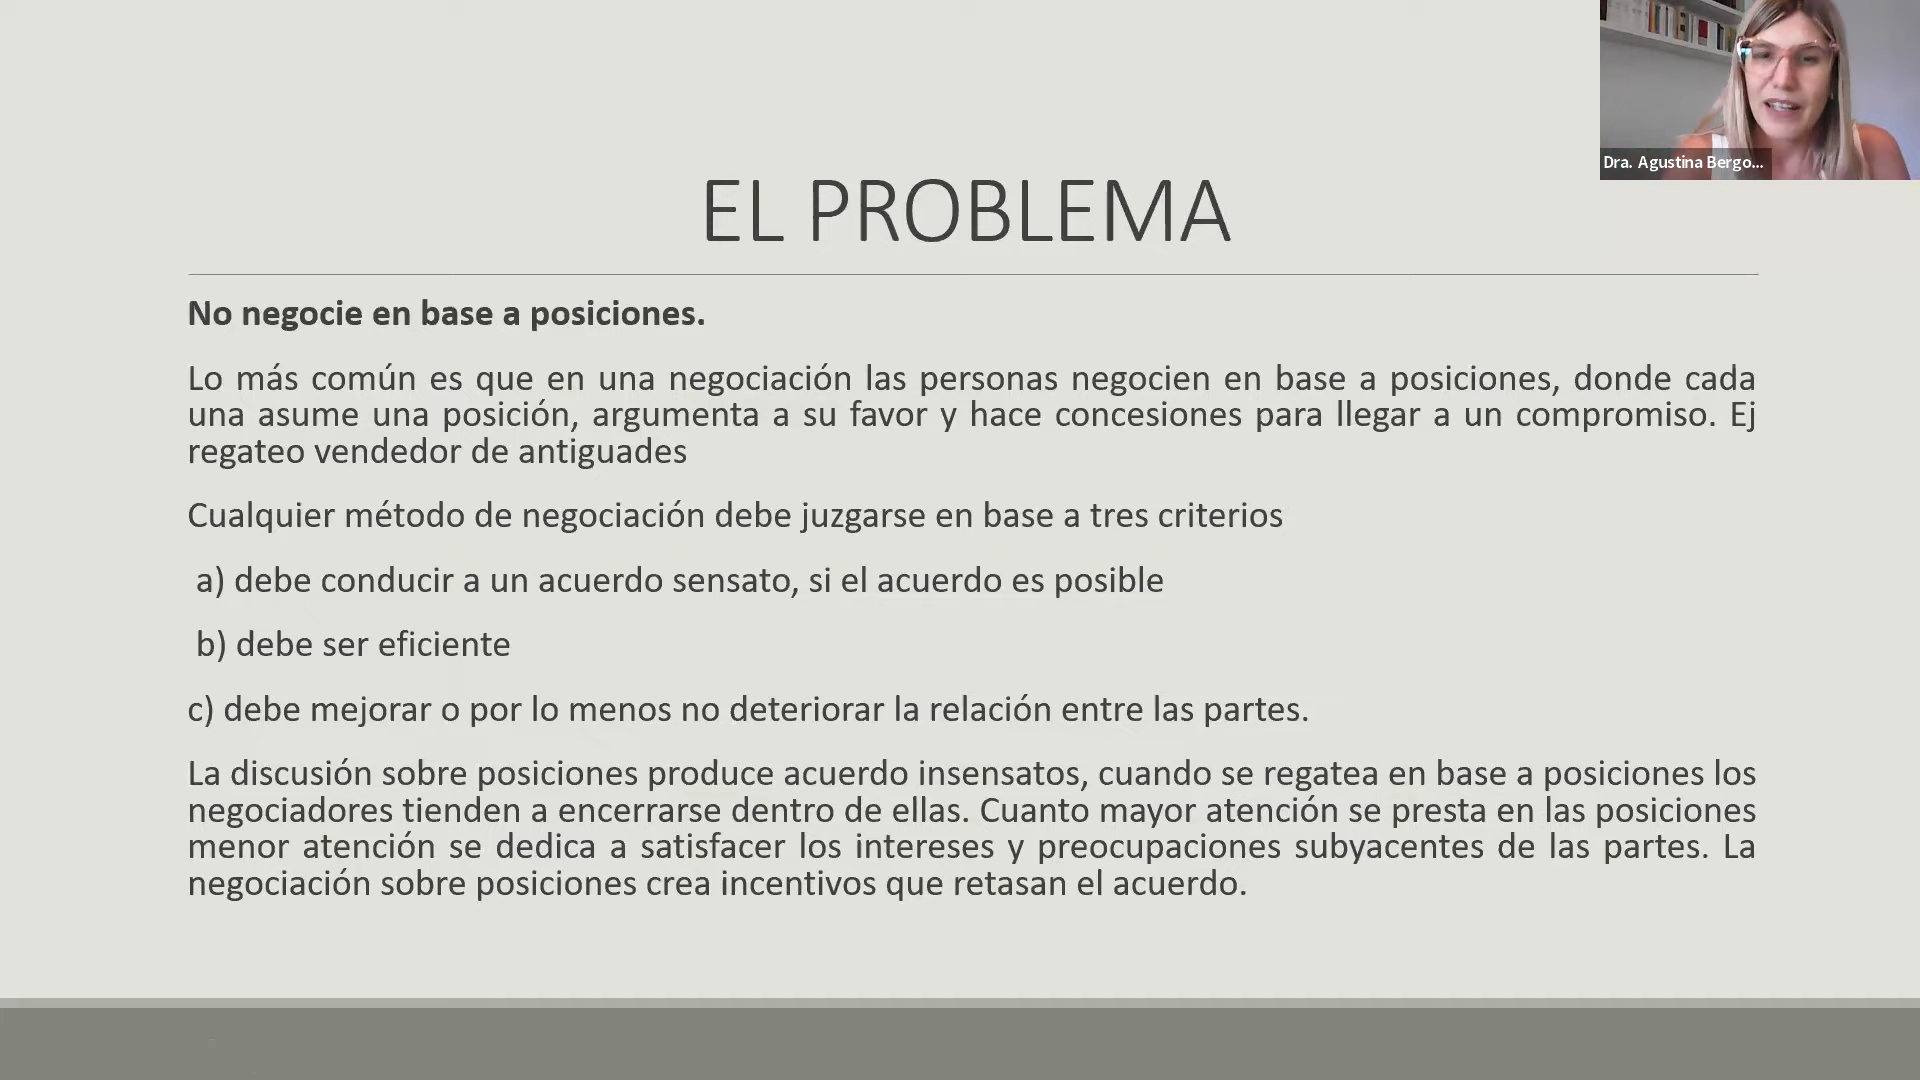 Dra. Agustina Bergo...
EL PROBLEMA
No negocie en base a posiciones.
Lo más común es que en una negociación las personas negocien en base a posiciones, donde cada
una asume una posición, argumenta a su favor y hace concesiones para llegar a un compromiso. Ej
regateo vendedor de antiguades
Cualquier método de negociación debe juzgarse en base a tres criterios
a) debe conducir a un acuerdo sensato, si el acuerdo es posible
b) debe ser eficiente
c) debe mejorar o por lo menos no deteriorar la relación entre las partes.
La discusión sobre posiciones produce acuerdo insensatos, cuando se regatea en base a posiciones los
negociadores tienden a encerrarse dentro de ellas. Cuanto mayor atención se presta en las posiciones
menor atención se dedica a satisfacer los intereses y preocupaciones subyacentes de las partes. La
negociación sobre posiciones crea incentivos que retasan el acuerdo.